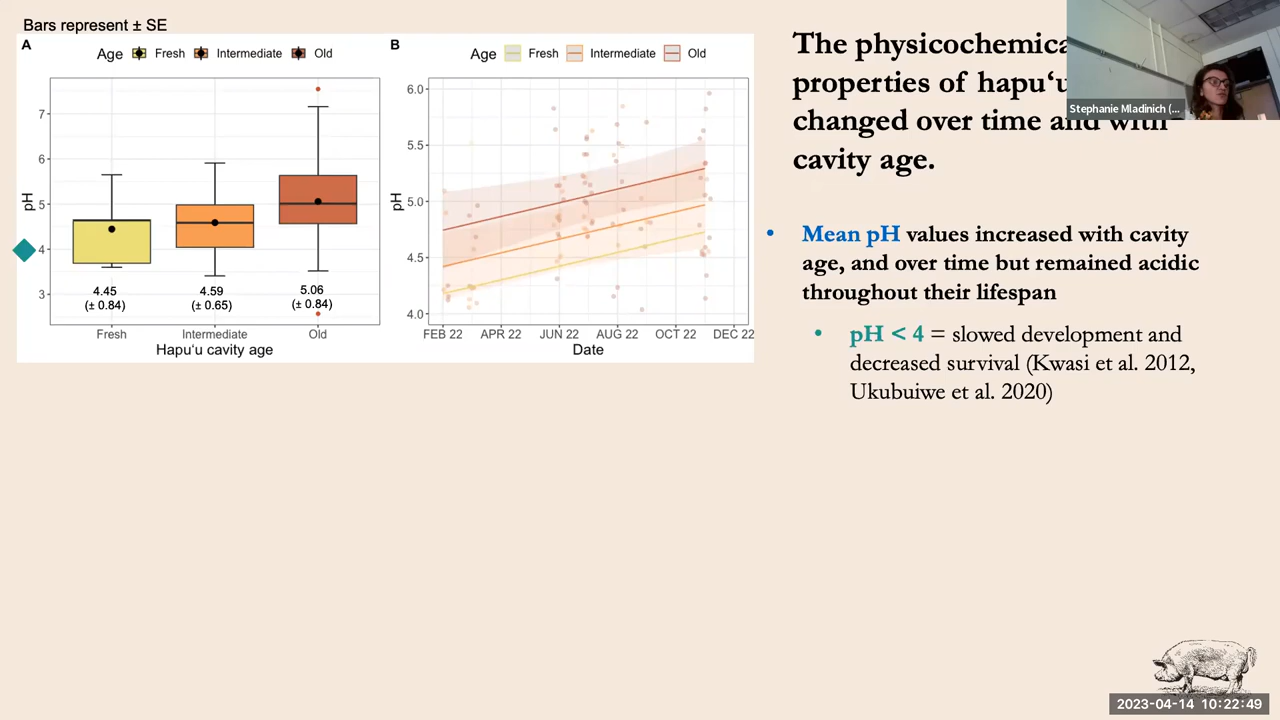 Bars represent ± SE
A
Age Fresh Intermediate Old
pH
7
6
5
4
3
4.45
(± 0.84)
4.59
(± 0.65)
5.06
(± 0.84)
Fresh Intermediate Old
Hapuʻu cavity age
B
Age Fresh Intermediate Old
pH
6.0
5.5
5.0
4.5
4.0
FEB 22 APR 22 JUN 22 AUG 22 OCT 22 DEC 22
Date
The physicochemica
properties of hapuʻu
changed over time and with
cavity age.
• Mean pH values increased with cavity
age, and over time but remained acidic
throughout their lifespan
• pH < 4 = slowed development and
decreased survival (Kwasi et al. 2012,
Ukubuiwe et al. 2020)
Stephanie Mladinich (...
2023-04-14 10:22:49